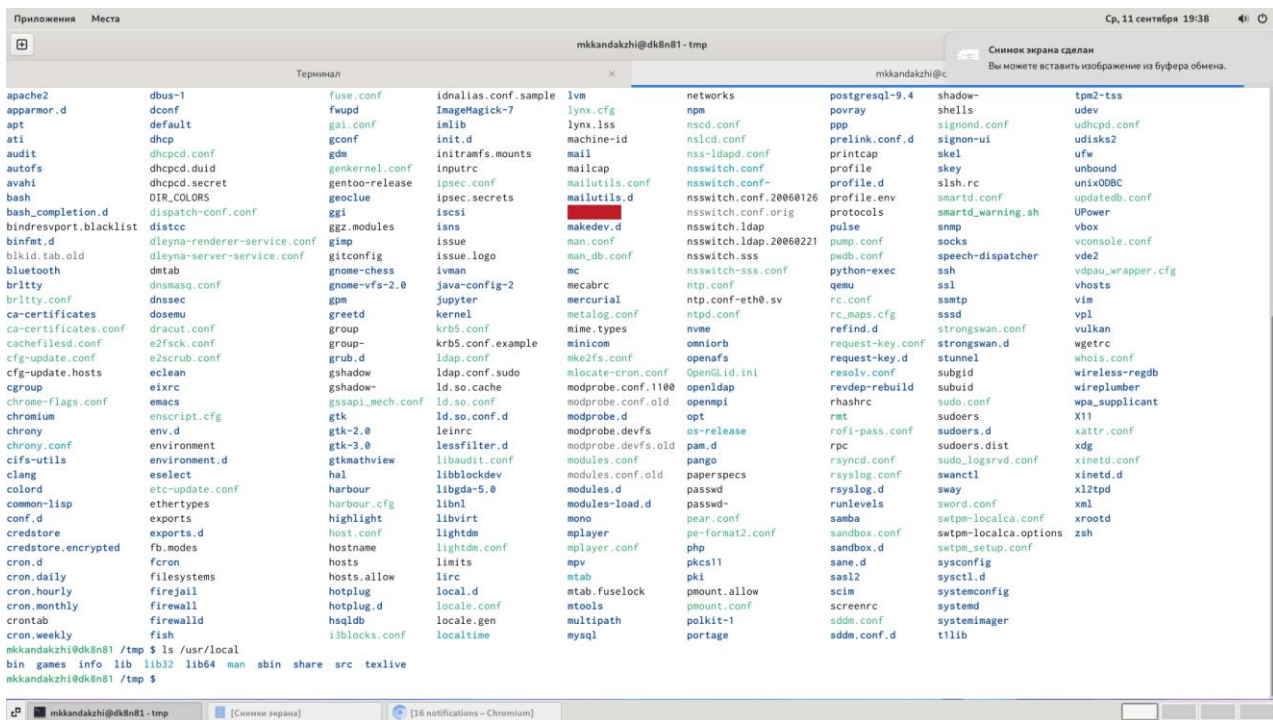 Приложения Места Ср, 11 сентября 19:38
mkkandakzhi@dk8n81 - tmp
Снимок экрана сделан
Вы можете вставить изображение из буфера обмена.
Терминал × mkkandakzhi@
apache2 dbus-1 fuse.conf idnalias.conf.sample lvm networks postgresql-9.4 shadow- tpm2-tss
apparmor.d dconf fwupd ImageMagick-7 lynx.cfg npm povray shells udev
apt default gai.conf imlib lynx.lss nscd.conf ppp signond.conf udhcpd.conf
ati dhcp gconf init.d machine-id nslcd.conf prelink.conf.d signon-ui udisks2
audit dhcpcd.conf gdm initramfs.mounts mail nss-ldapd.conf printcap skel ufw
autofs dhcpcd.duid genkernel.conf inputrc mailcap nsswitch.conf profile skey unbound
avahi dhcpcd.secret gentoo-release ipsec.conf mailutils.conf nsswitch.conf- profile.d slsh.rc unixODBC
bash DIR_COLORS geoclue ipsec.secrets mailutils.d nsswitch.conf.20060126 profile.env smartd.conf updatedb.conf
bash_completion.d dispatch-conf.conf ggi iscsi nsswitch.conf.orig protocols smartd_warning.sh UPower
bindresvport.blacklist distcc ggz.modules isns makedev.d nsswitch.ldap pulse snmp vbox
binfmt.d dleyna-renderer-service.conf gimp issue man.conf nsswitch.ldap.20060221 pump.conf socks vconsole.conf
blkid.tab.old dleyna-server-service.conf gitconfig issue.logo man_db.conf nsswitch.sss pwdb.conf speech-dispatcher vde2
bluetooth dmtab gnome-chess ivman mc nsswitch-sss.conf python-exec ssh vdpau_wrapper.cfg
brltty dnsmasq.conf gnome-vfs-2.0 java-config-2 mecabrc ntp.conf qemu ssl vhosts
brltty.conf dnssec gpm jupyter mercurial ntp.conf-eth0.sv rc.conf ssmtp vim
ca-certificates dosemu greetd kernel metalog.conf ntpd.conf rc_maps.cfg sssd vpl
ca-certificates.conf dracut.conf group krb5.conf mime.types nvme refind.d strongswan.conf vulkan
cachefilesd.conf e2fsck.conf group- krb5.conf.example minicom omniorb request-key.conf strongswan.d wgetrc
cfg-update.conf e2scrub.conf grub.d ldap.conf mke2fs.conf openafs request-key.d stunnel whois.conf
cfg-update.hosts eclean gshadow ldap.conf.sudo mlocate-cron.conf OpenGLid.ini resolv.conf subgid wireless-regdb
cgroup eixrc gshadow- ld.so.cache modprobe.conf.1100 openldap revdep-rebuild subuid wireplumber
chrome-flags.conf emacs gssapi_mech.conf ld.so.conf modprobe.conf.old openmpi rhashrc sudo.conf wpa_supplicant
chromium enscript.cfg gtk ld.so.conf.d modprobe.d opt rmt sudoers X11
chrony env.d gtk-2.0 leinrc modprobe.devfs os-release rofi-pass.conf sudoers.d xattr.conf
chrony.conf environment gtk-3.0 lessfilter.d modprobe.devfs.old pam.d rpc sudoers.dist xdg
cifs-utils environment.d gtkmathview libaudit.conf modules.conf pango rsyncd.conf sudo_logsrvd.conf xinetd.conf
clang eselect hal libblockdev modules.conf.old paperspecs rsyslog.conf swanctl xinetd.d
colord etc-update.conf harbour libgda-5.0 modules.d passwd rsyslog.d sway xl2tpd
common-lisp ethertypes harbour.cfg libnl modules-load.d passwd- runlevels sword.conf xml
conf.d exports highlight libvirt mono pear.conf samba swtpm-localca.conf xrootd
credstore exports.d host.conf lightdm mplayer pe-format2.conf sandbox.conf swtpm-localca.options zsh
credstore.encrypted fb.modes hostname lightdm.conf mplayer.conf php sandbox.d swtpm_setup.conf
cron.d fcron hosts limits mpv pkcs11 sane.d sysconfig
cron.daily filesystems hosts.allow lirc mtab pki sasl2 sysctl.d
cron.hourly firejail hotplug local.d mtab.fuselock pmount.allow scim systemconfig
cron.monthly firewall hotplug.d locale.conf mtools pmount.conf screenrc systemd
crontab firewalld hsqldb locale.gen multipath polkit-1 sddm.conf systemimager
cron.weekly fish i3blocks.conf localtime mysql portage sddm.conf.d t1lib
mkkandakzhi@dk8n81 /tmp $ ls /usr/local
bin games info lib lib32 lib64 man sbin share src texlive
mkkandakzhi@dk8n81 /tmp $
mkkandakzhi@dk8n81 - tmp [Снимки экрана] [16 notifications – Chromium]